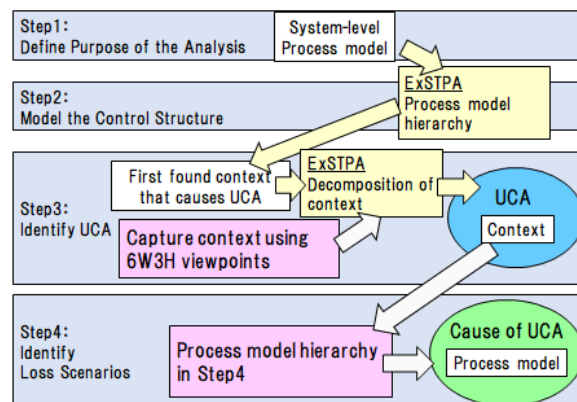 Step1:
Define Purpose of the Analysis
System-level
Process model
Step2:
Model the Control Structure
ExSTPA
Process model
hierarchy
Step3:
Identify UCA
First found context
that causes UCA
ExSTPA
Decomposition of
context
UCA
Context
Capture context using
6W3H viewpoints
Step4:
Identify
Loss Scenarios
Process model hierarchy
in Step4
Cause of UCA
Process model